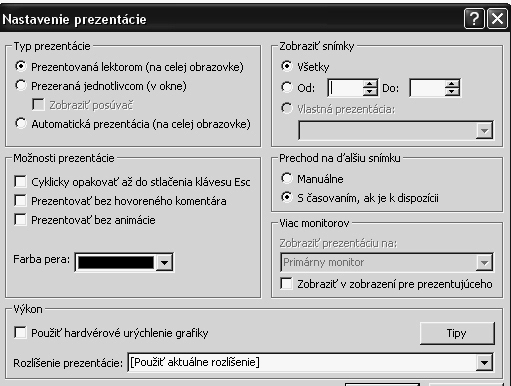 Nastavenie prezentácie
Typ prezentácie
Prezentovaná lektorom (na celej obrazovke)
Prezeraná jednotlivcom (v okne)
Zobraziť posúvač
Automatická prezentácia (na celej obrazovke)
Zobraziť snímky
Všetky
Od: Do:
Vlastná prezentácia:
Možnosti prezentácie
Cyklicky opakovať až do stlačenia klávesu Esc
Prezentovať bez hovoreného komentára
Prezentovať bez animácie
Farba pera:
Prechod na ďalšiu snímku
Manuálne
S časovaním, ak je k dispozícii
Viac monitorov
Zobraziť prezentáciu na:
Primárny monitor
Zobraziť v zobrazení pre prezentujúceho
Výkon
Použiť hardvérové urýchlenie grafiky
Tipy
Rozlíšenie prezentácie: [Použiť aktuálne rozlíšenie]